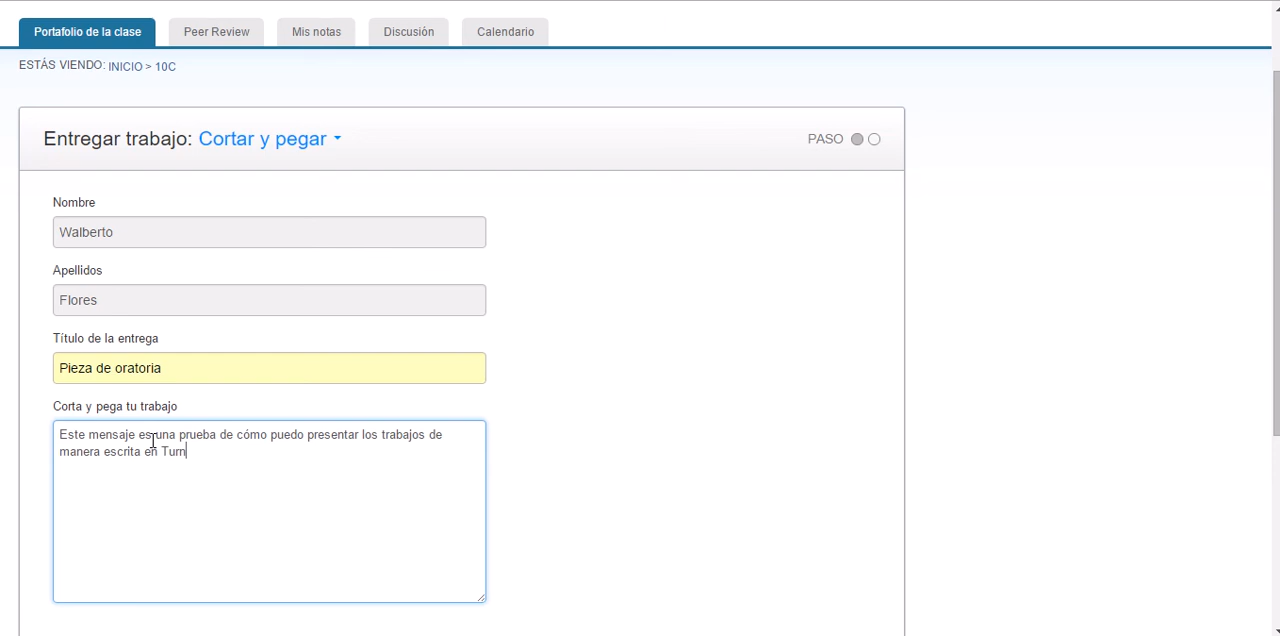 Portafolio de la clase
Peer Review
Mis notas
Discusión
Calendario
ESTÁS VIENDO: INICIO > 10C
Entregar trabajo: Cortar y pegar
PASO
Nombre
Walberto
Apellidos
Flores
Título de la entrega
Pieza de oratoria
Corta y pega tu trabajo
Este mensaje es una prueba de cómo puedo presentar los trabajos de
manera escrita en Turn